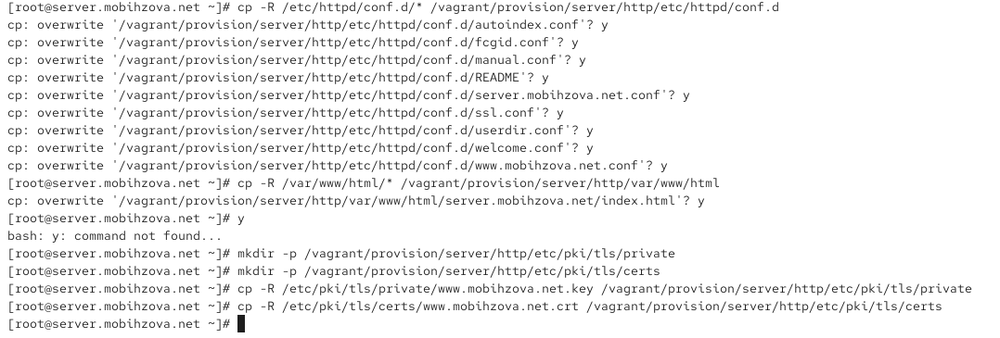 [root@server.mobihzova.net ~]# cp -R /etc/httpd/conf.d/* /vagrant/provision/server/http/etc/httpd/conf.d
cp: overwrite '/vagrant/provision/server/http/etc/httpd/conf.d/autoindex.conf'? y
cp: overwrite '/vagrant/provision/server/http/etc/httpd/conf.d/fcgid.conf'? y
cp: overwrite '/vagrant/provision/server/http/etc/httpd/conf.d/manual.conf'? y
cp: overwrite '/vagrant/provision/server/http/etc/httpd/conf.d/README'? y
cp: overwrite '/vagrant/provision/server/http/etc/httpd/conf.d/server.mobihzova.net.conf'? y
cp: overwrite '/vagrant/provision/server/http/etc/httpd/conf.d/ssl.conf'? y
cp: overwrite '/vagrant/provision/server/http/etc/httpd/conf.d/userdir.conf'? y
cp: overwrite '/vagrant/provision/server/http/etc/httpd/conf.d/welcome.conf'? y
cp: overwrite '/vagrant/provision/server/http/etc/httpd/conf.d/www.mobihzova.net.conf'? y
[root@server.mobihzova.net ~]# cp -R /var/www/html/* /vagrant/provision/server/http/var/www/html
cp: overwrite '/vagrant/provision/server/http/var/www/html/server.mobihzova.net/index.html'? y
[root@server.mobihzova.net ~]# y
bash: y: command not found...
[root@server.mobihzova.net ~]# mkdir -p /vagrant/provision/server/http/etc/pki/tls/private
[root@server.mobihzova.net ~]# mkdir -p /vagrant/provision/server/http/etc/pki/tls/certs
[root@server.mobihzova.net ~]# cp -R /etc/pki/tls/private/www.mobihzova.net.key /vagrant/provision/server/http/etc/pki/tls/private
[root@server.mobihzova.net ~]# cp -R /etc/pki/tls/certs/www.mobihzova.net.crt /vagrant/provision/server/http/etc/pki/tls/certs
[root@server.mobihzova.net ~]#